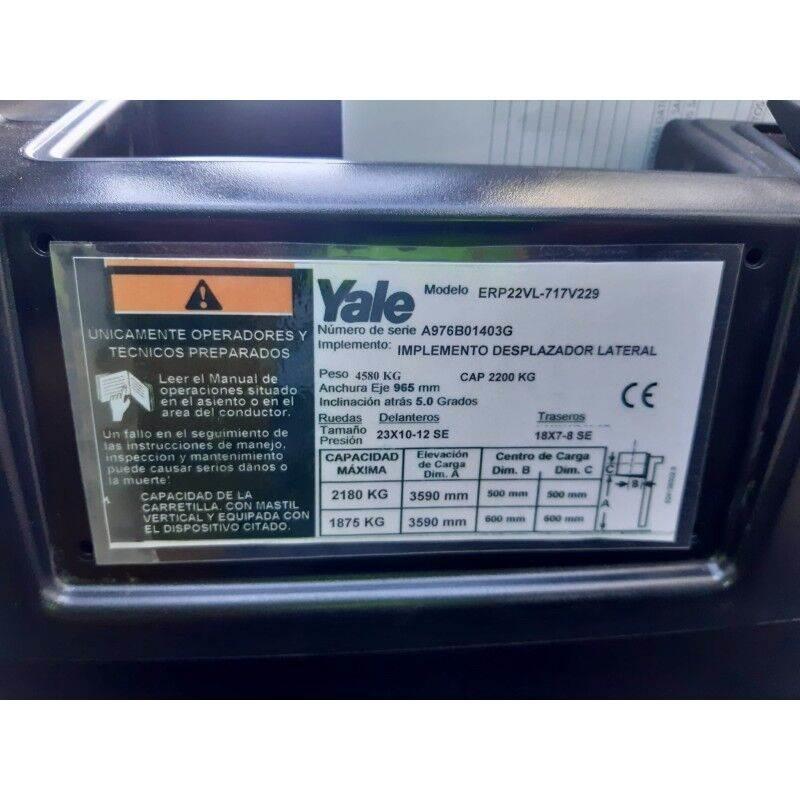 UNICAMENTE OPERADORES Y
TECNICOS PREPARADOS
Leer el Manual de
operaciones situado
en el asiento o en el
area del conductor.
Un fallo en el seguimiento de
las instrucciones de manejo,
inspeccion y mantenimiento
puede causar serios dános o
la muerte!
CAPACIDAD DE LA
CARRETILLA, CON MASTIL
VERTICAL Y EQUIPADA CON
EL DISPOSITIVO CITADO.
Yale Modelo ERP22VL-717V229
Número de serie A976B01403G
Implemento: IMPLEMENTO DESPLAZADOR LATERAL
Peso 4580 KG CAP 2200 KG
Anchura Eje 965 mm
Inclinación atrás 5.0 Grados
CE
Ruedas Delanteros Traseros
Tamaño 23X10-12 SE 18X7-8 SE
Presión
CAPACIDAD MÁXIMA Elevación de Carga Dim. A Centro de Carga Dim. B Dim. C
2180 KG 3590 mm 500 mm 500 mm
1875 KG 3590 mm 600 mm 600 mm
C
B
A